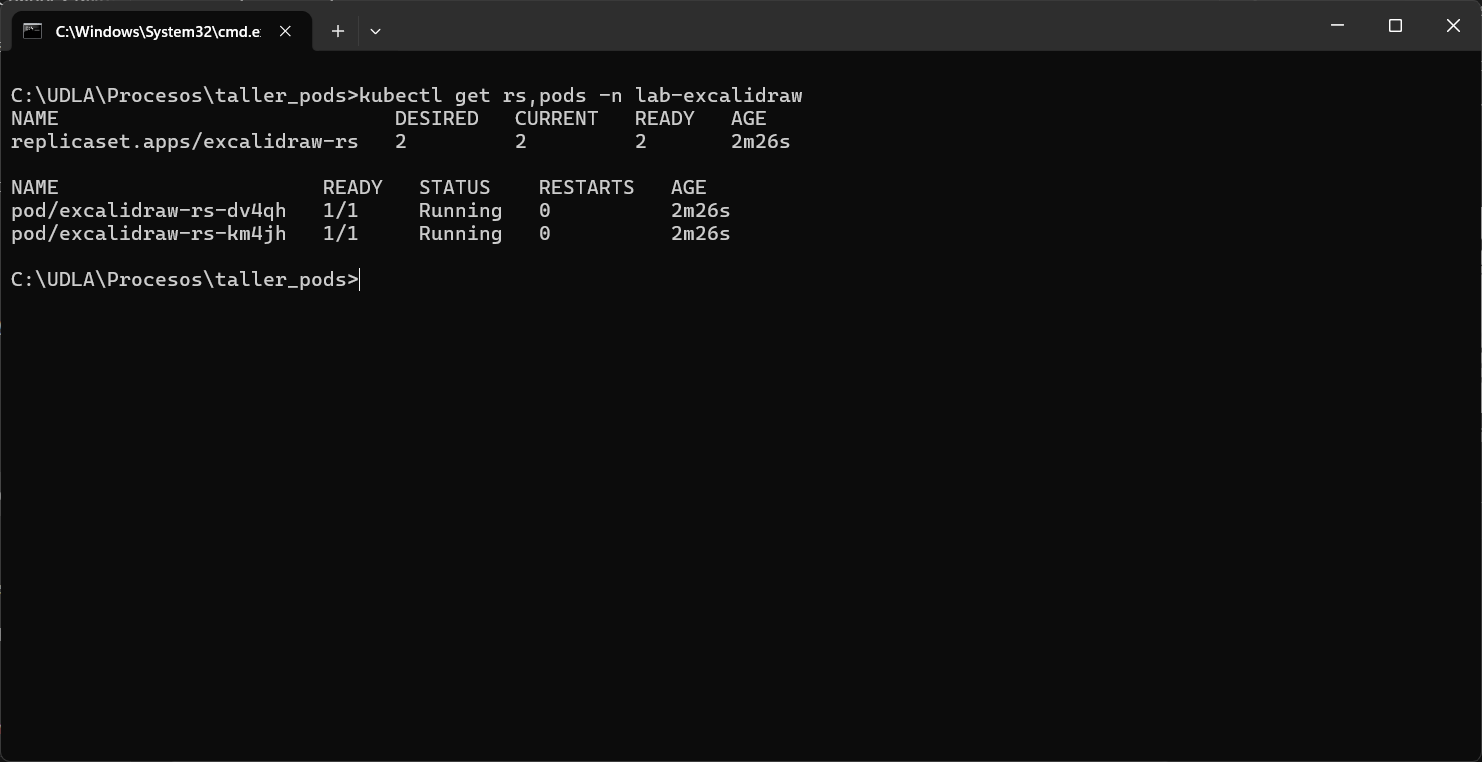 C:\Windows\System32\cmd.e
C:\UDLA\Procesos\taller_pods>kubectl get rs,pods -n lab-excalidraw
NAME                            DESIRED   CURRENT   READY   AGE
replicaset.apps/excalidraw-rs   2         2         2       2m26s
NAME                      READY   STATUS    RESTARTS   AGE
pod/excalidraw-rs-dv4qh   1/1     Running   0          2m26s
pod/excalidraw-rs-km4jh   1/1     Running   0          2m26s
C:\UDLA\Procesos\taller_pods>